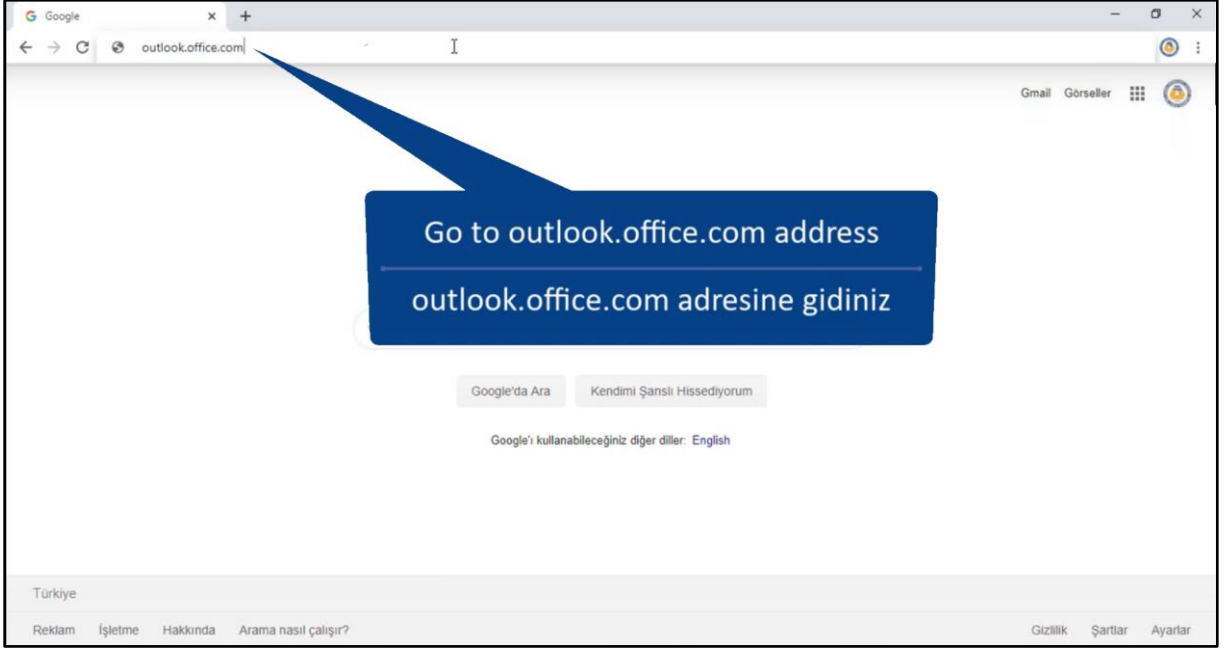 Google
outlook.office.com
Gmail Görseller
Go to outlook.office.com address
outlook.office.com adresine gidiniz
Google'da Ara Kendimi Şanslı Hissediyorum
Google'ı kullanabileceğiniz diğer diller: English
Türkiye
Reklam İşletme Hakkında Arama nasıl çalışır? Gizlilik Şartlar Ayarlar